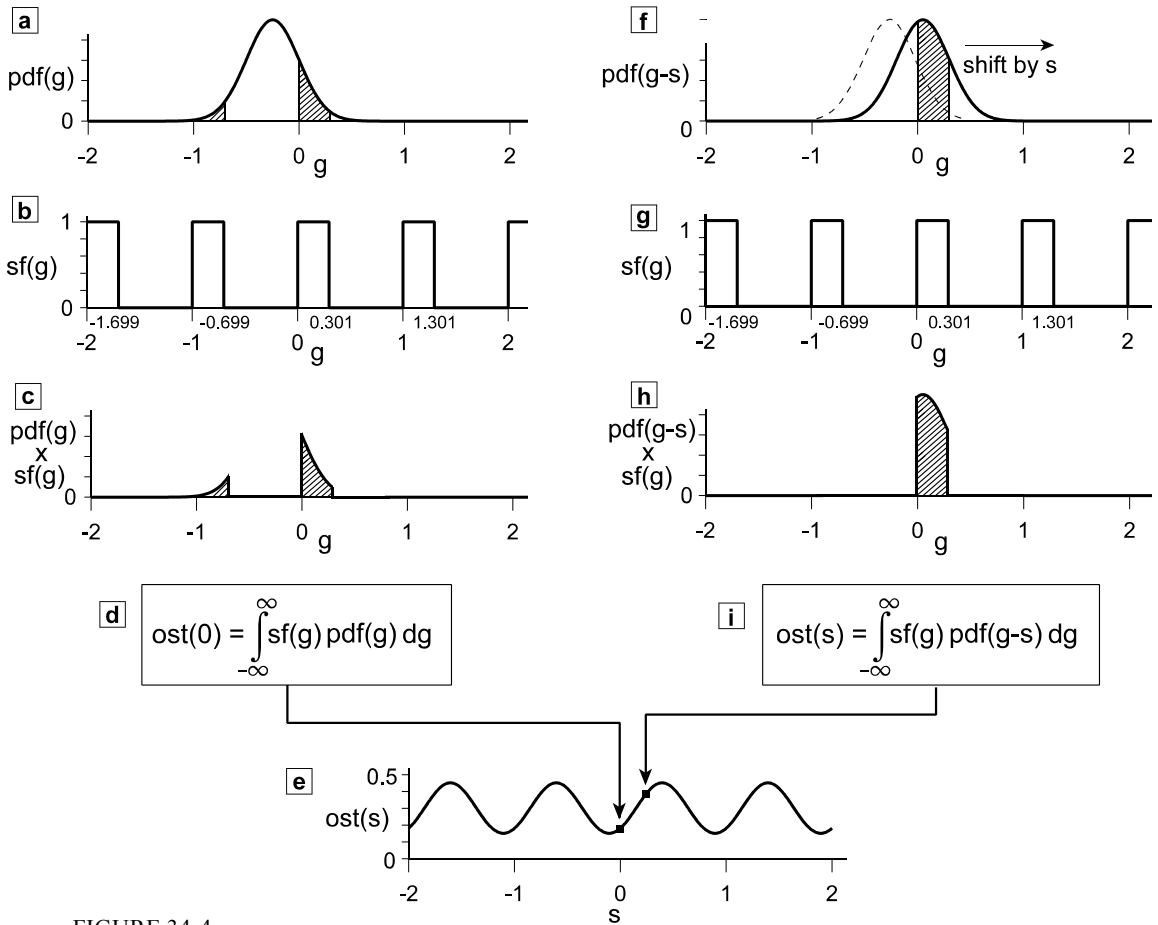 a
pdf(g)
0
-2 -1 0 1 2
g
b
1
sf(g)
0
-1.699 -0.699 0.301 1.301
-2 -1 0 1 2
g
c
pdf(g)
x
sf(g)
0
-2 -1 0 1 2
g
d
ost(0) = ∫ sf(g) pdf(g) dg
∞
-∞
f
pdf(g-s)
shift by s
0
-2 -1 0 1 2
g
g
1
sf(g)
0
-1.699 -0.699 0.301 1.301
-2 -1 0 1 2
g
h
pdf(g-s)
x
sf(g)
0
-2 -1 0 1 2
g
i
ost(s) = ∫ sf(g) pdf(g-s) dg
∞
-∞
e
0.5
ost(s)
0
-2 -1 0 1 2
s
FIGURE 34-4